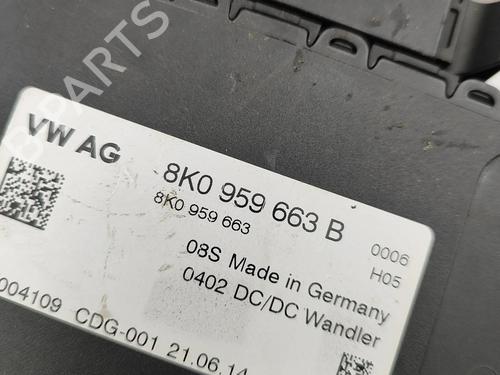 B-PARTS
VW AG
8K0 959 663 B
8K0 959 663
0006
08S Made in Germany
H05
0402 DC/DC Wandler
004109 CDG-001 21.06.14